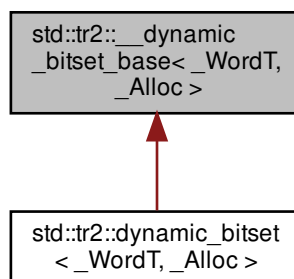 std::tr2::__dynamic
_bitset_base< _WordT,
_Alloc >
std::tr2::dynamic_bitset
< _WordT, _Alloc >